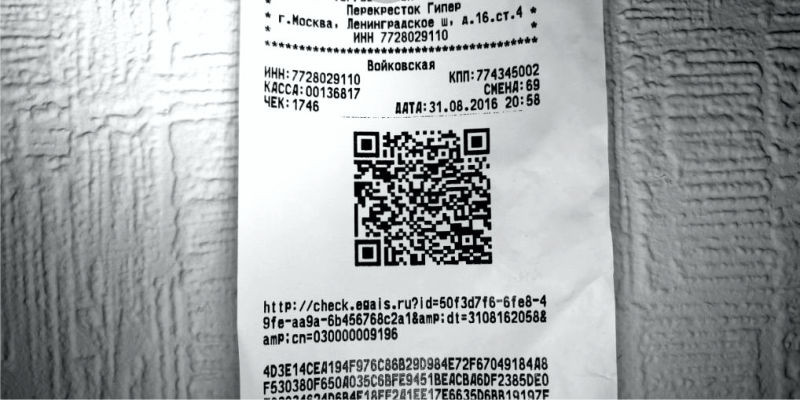 * Перекресток Гипер *
* г.Москва, Ленинградское ш, д.16.ст.4 *
* ИНН 7728029110 *
****************************************
Войковская
ИНН:7728029110 КПП:774345002
КАССА:00136817 СМЕНА:69
ЧЕК:1746 ДАТА:31.08.2016 20:58
http://check.egais.ru?id=50f3d7f6-6fe8-4
9fe-aa9a-6b456768c2a1&amp;dt=3108162058&
amp;cn=030000009196
4D3E14CEA194F976C86B29D984E72F67049184A8
F530380F650A035C6BFE9451BEACBA6DF2385DE0